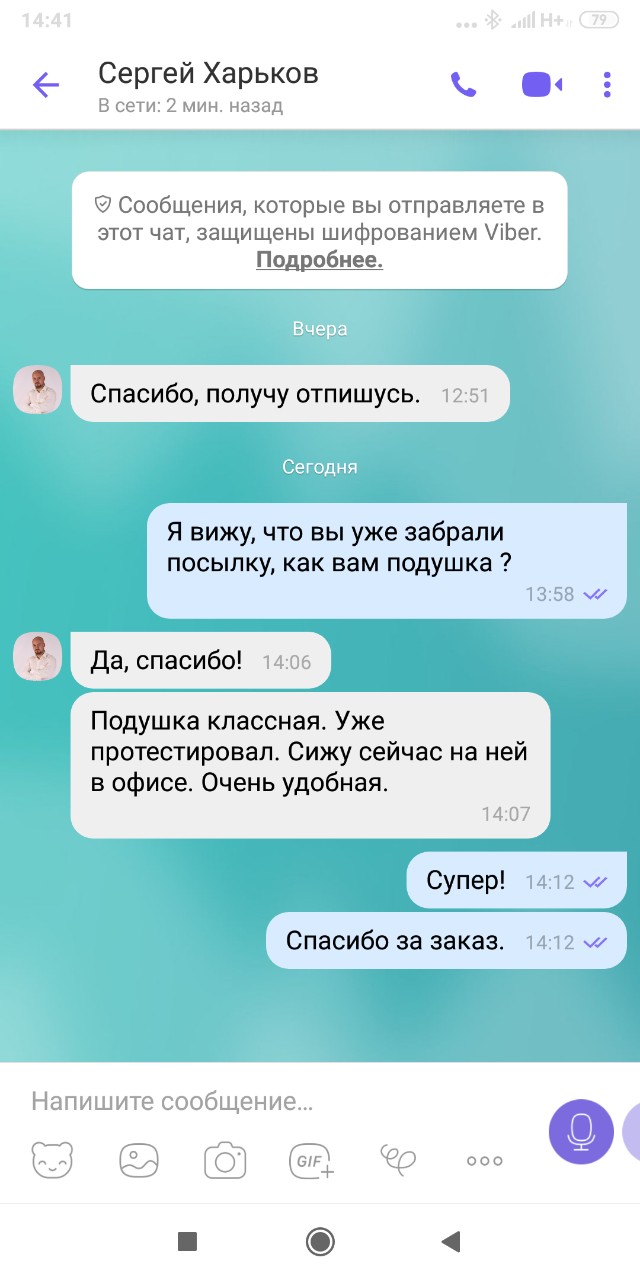 14:41
H+
79
Сергей Харьков
В сети: 2 мин. назад
Сообщения, которые вы отправляете в
этот чат, защищены шифрованием Viber.
Подробнее.
Вчера
Спасибо, получу отпишусь. 12:51
Сегодня
Я вижу, что вы уже забрали
посылку, как вам подушка ?
13:58
Да, спасибо! 14:06
Подушка классная. Уже
протестировал. Сижу сейчас на ней
в офисе. Очень удобная.
14:07
Супер! 14:12
Спасибо за заказ. 14:12
Напишите сообщение...
GIF